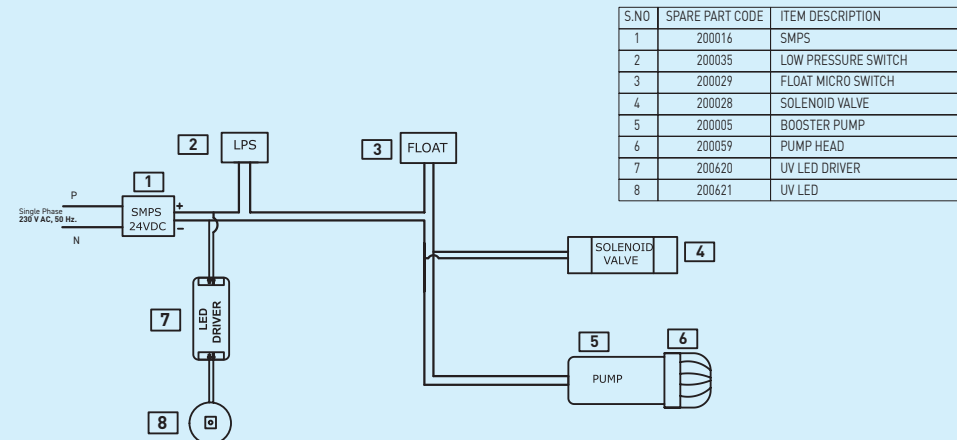 S.NO SPARE PART CODE ITEM DESCRIPTION
1 200016 SMPS
2 200035 LOW PRESSURE SWITCH
3 200029 FLOAT MICRO SWITCH
4 200028 SOLENOID VALVE
5 200005 BOOSTER PUMP
6 200059 PUMP HEAD
7 200620 UV LED DRIVER
8 200621 UV LED
2
LPS
3
FLOAT
1
P
Single Phase
230 V AC, 50 Hz.
N
SMPS
24VDC
+
-
SOLENOID
VALVE
4
7
LED
DRIVER
5
6
PUMP
8